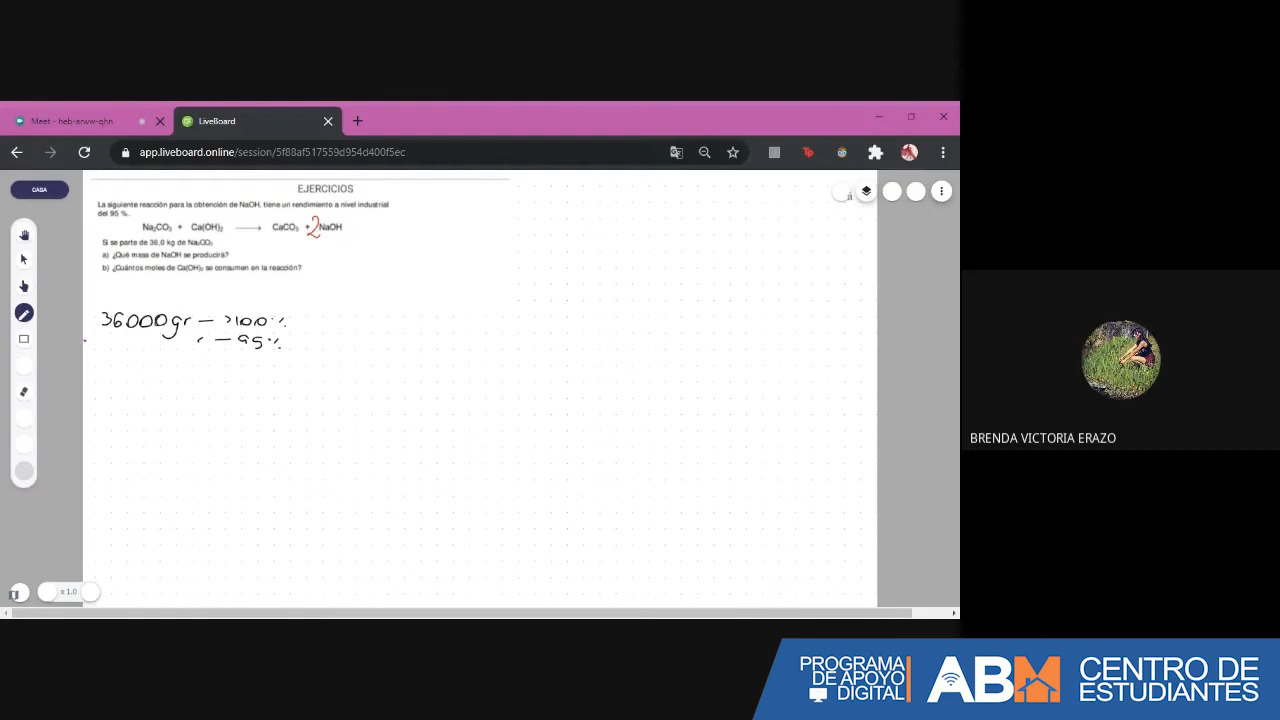 Meet - heb-anww-qhn
LiveBoard
app.liveboard.online/session/5f88af517559d954d400f5ec
CASA
EJERCICIOS
La siguiente reacción para la obtención de NaOH, tiene un rendimiento a nivel industrial
del 95 %.
Na₂CO₃ + Ca(OH)₂ ⟶ CaCO₃ + 2 NaOH
Si se parte de 36,0 kg de Na₂CO₃
a) ¿Qué masa de NaOH se producirá?
b) ¿Cuántos moles de Ca(OH)₂ se consumen en la reacción?
36000gr — 100%
— 95%
a
x 1.0
BRENDA VICTORIA ERAZO
PROGRAMA
DE APOYO
DIGITAL
ABM
CENTRO DE
ESTUDIANTES